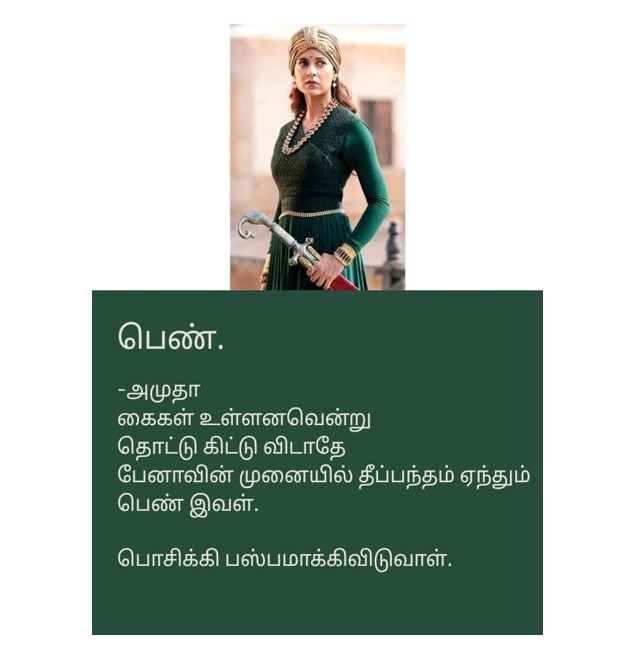 பெண்.
-அமுதா
கைகள் உள்ளனவென்று
தொட்டு கிட்டு விடாதே
பேனாவின் முனையில் தீப்பந்தம் ஏந்தும்
பெண் இவள்.
பொசிக்கி பஸ்பமாக்கிவிடுவாள்.